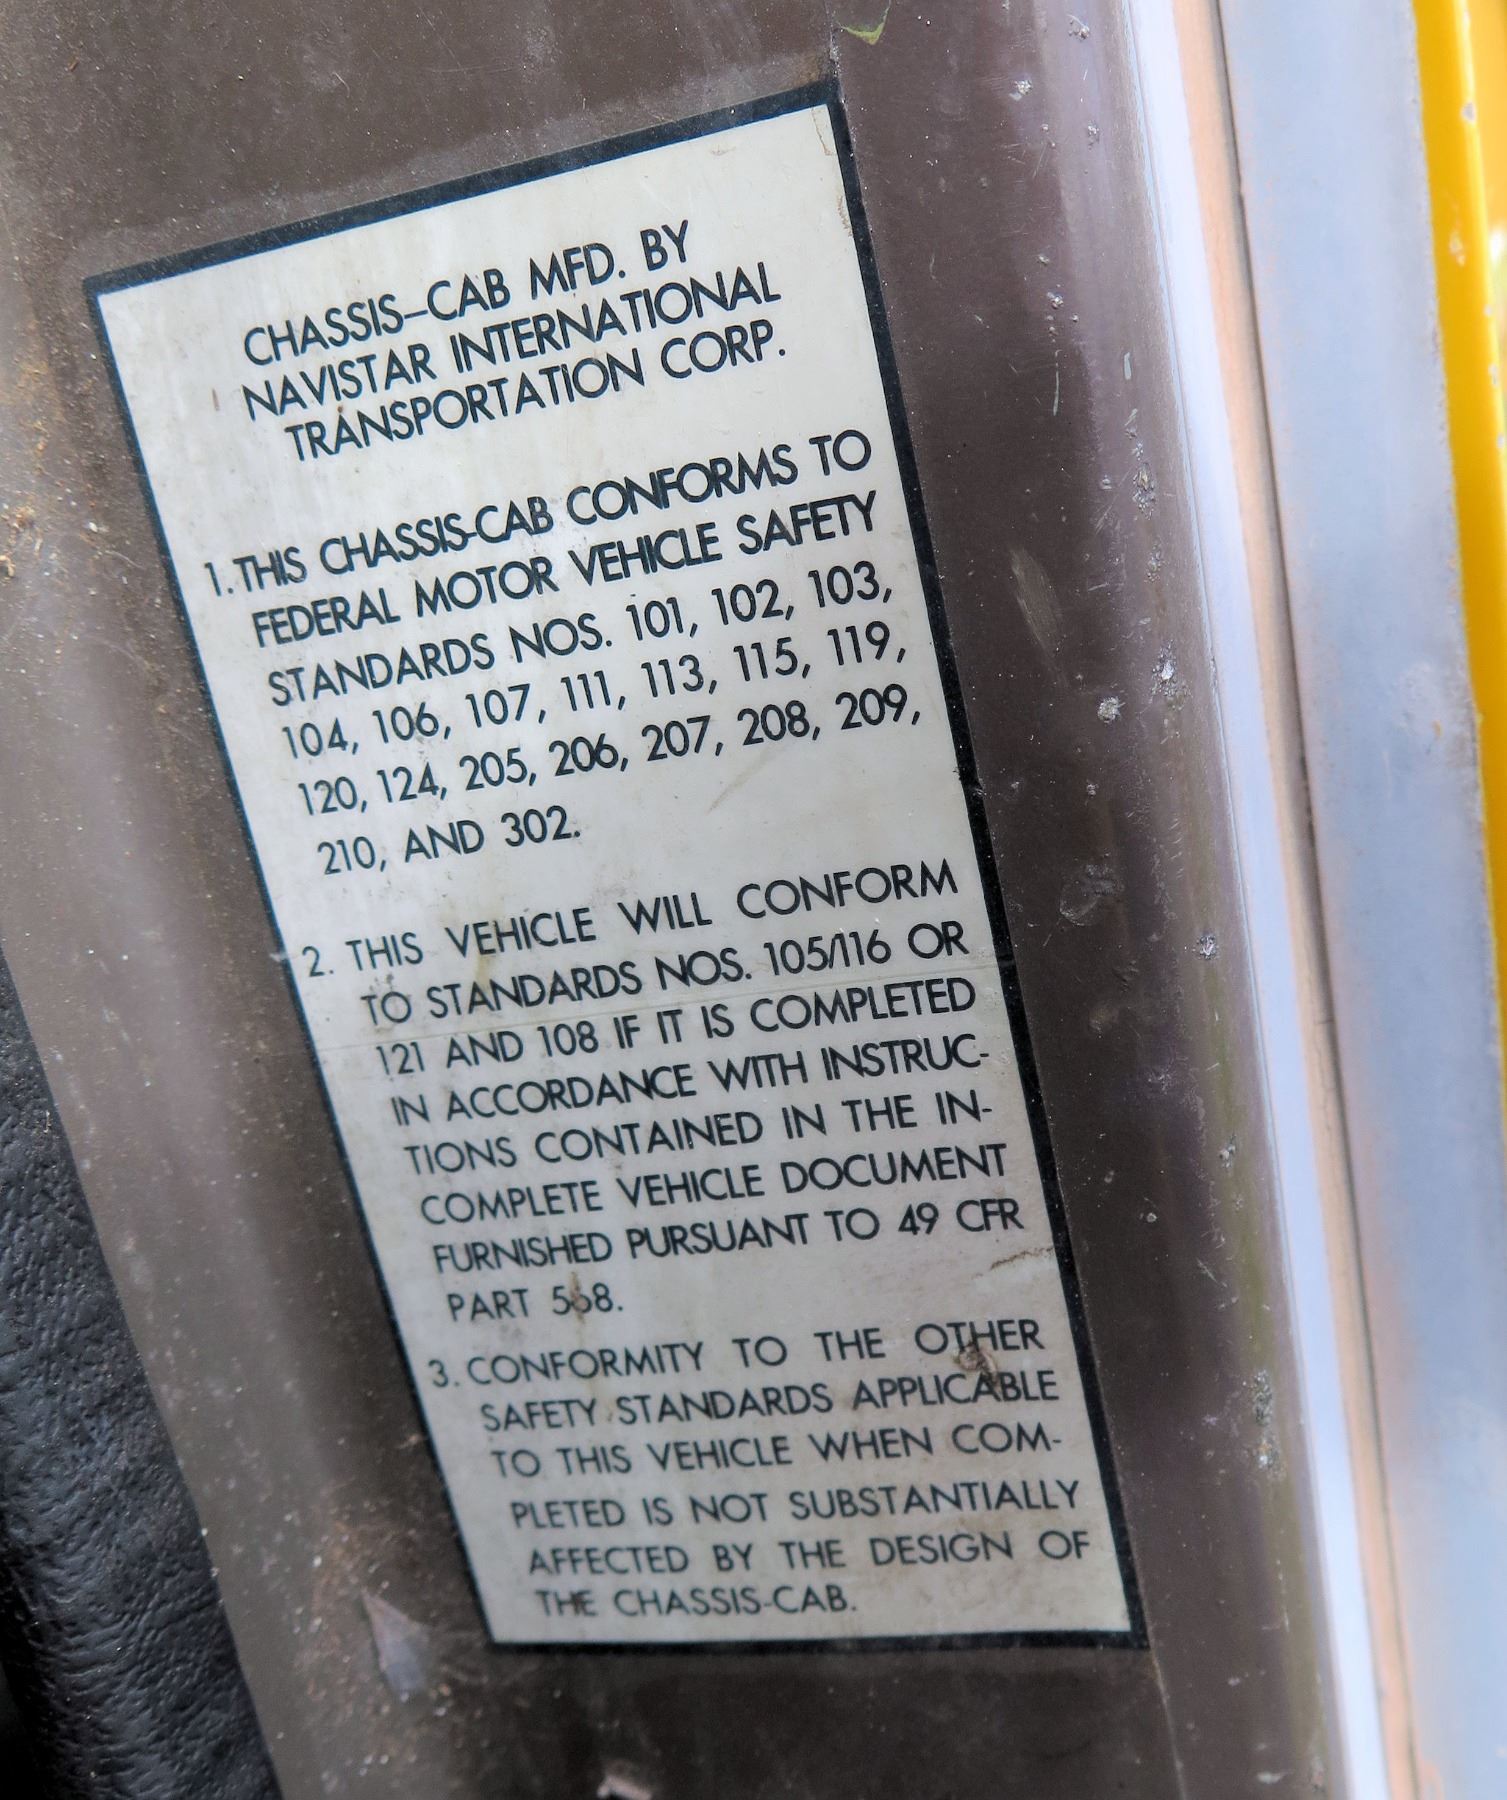 CHASSIS–CAB MFD. BY
NAVISTAR INTERNATIONAL
TRANSPORTATION CORP.
1. THIS CHASSIS-CAB CONFORMS TO
FEDERAL MOTOR VEHICLE SAFETY
STANDARDS NOS. 101, 102, 103,
104, 106, 107, 111, 113, 115, 119,
120, 124, 205, 206, 207, 208, 209,
210, AND 302.
2. THIS VEHICLE WILL CONFORM
TO STANDARDS NOS. 105/116 OR
121 AND 108 IF IT IS COMPLETED
IN ACCORDANCE WITH INSTRUC-
TIONS CONTAINED IN THE IN-
COMPLETE VEHICLE DOCUMENT
FURNISHED PURSUANT TO 49 CFR
PART 568.
3. CONFORMITY TO THE OTHER
SAFETY STANDARDS APPLICABLE
TO THIS VEHICLE WHEN COM-
PLETED IS NOT SUBSTANTIALLY
AFFECTED BY THE DESIGN OF
THE CHASSIS-CAB.